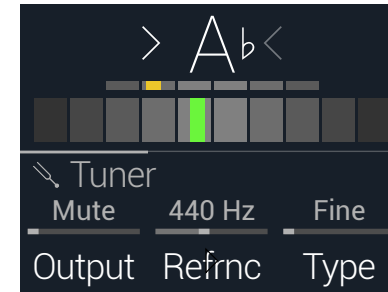 > A♭ <
Tuner
Mute 440 Hz Fine
Output Refrnc Type